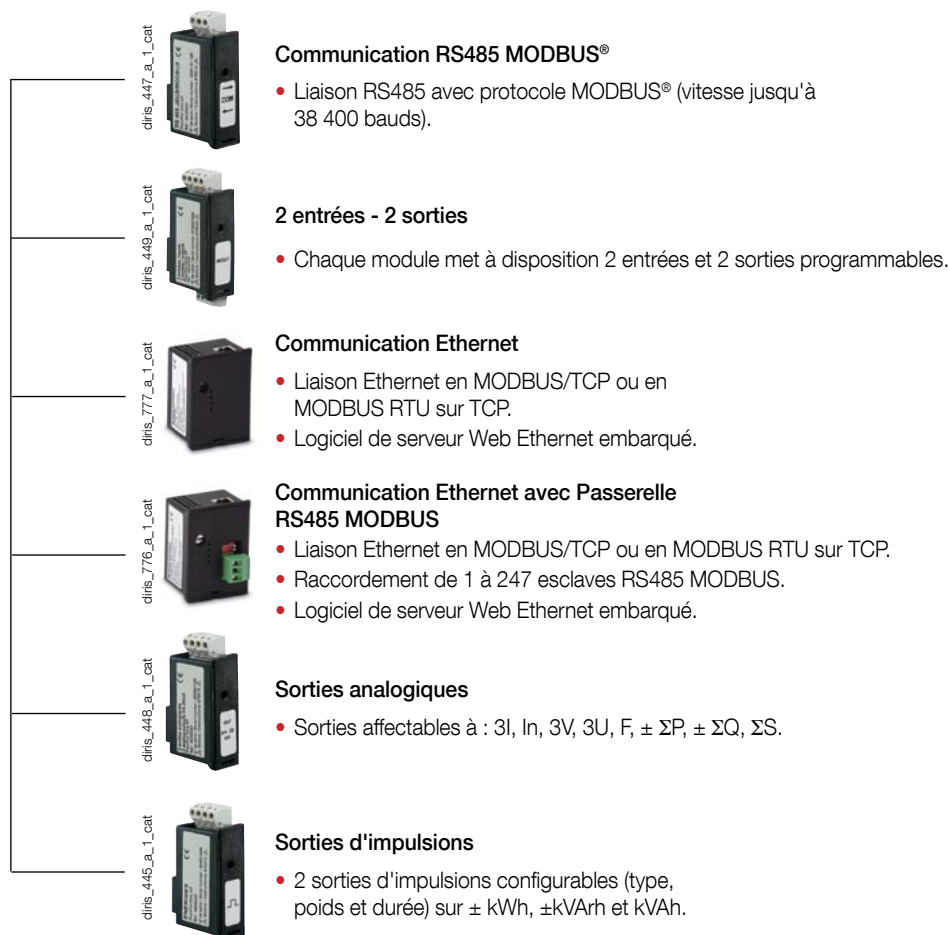 diris_447_a_1_cat
Communication RS485 MODBUS®
• Liaison RS485 avec protocole MODBUS® (vitesse jusqu'à
38 400 bauds).
COM
diris_449_a_1_cat
2 entrées - 2 sorties
• Chaque module met à disposition 2 entrées et 2 sorties programmables.
diris_777_a_1_cat
Communication Ethernet
• Liaison Ethernet en MODBUS/TCP ou en
MODBUS RTU sur TCP.
• Logiciel de serveur Web Ethernet embarqué.
diris_776_a_1_cat
Communication Ethernet avec Passerelle
RS485 MODBUS
• Liaison Ethernet en MODBUS/TCP ou en MODBUS RTU sur TCP.
• Raccordement de 1 à 247 esclaves RS485 MODBUS.
• Logiciel de serveur Web Ethernet embarqué.
diris_448_a_1_cat
Sorties analogiques
• Sorties affectables à : 3I, In, 3V, 3U, F, ± ΣP, ± ΣQ, ΣS.
diris_445_a_1_cat
Sorties d'impulsions
• 2 sorties d'impulsions configurables (type,
poids et durée) sur ± kWh, ±kVArh et kVAh.